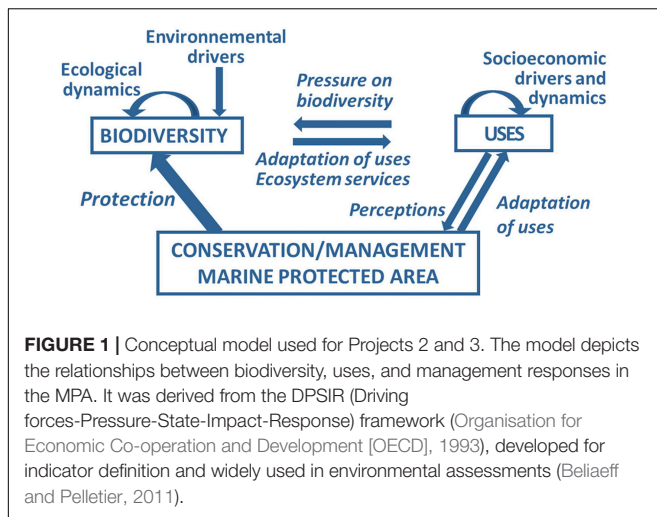 Environnemental
drivers
Ecological
dynamics
BIODIVERSITY
Pressure on
biodiversity
Adaptation of uses
Ecosystem services
Socioeconomic
drivers and
dynamics
USES
Protection
Perceptions
Adaptation
of uses
CONSERVATION/MANAGEMENT
MARINE PROTECTED AREA
FIGURE 1 | Conceptual model used for Projects 2 and 3. The model depicts
the relationships between biodiversity, uses, and management responses in
the MPA. It was derived from the DPSIR (Driving
forces-Pressure-State-Impact-Response) framework (Organisation for
Economic Co-operation and Development [OECD], 1993), developed for
indicator definition and widely used in environmental assessments (Beliaeff
and Pelletier, 2011).